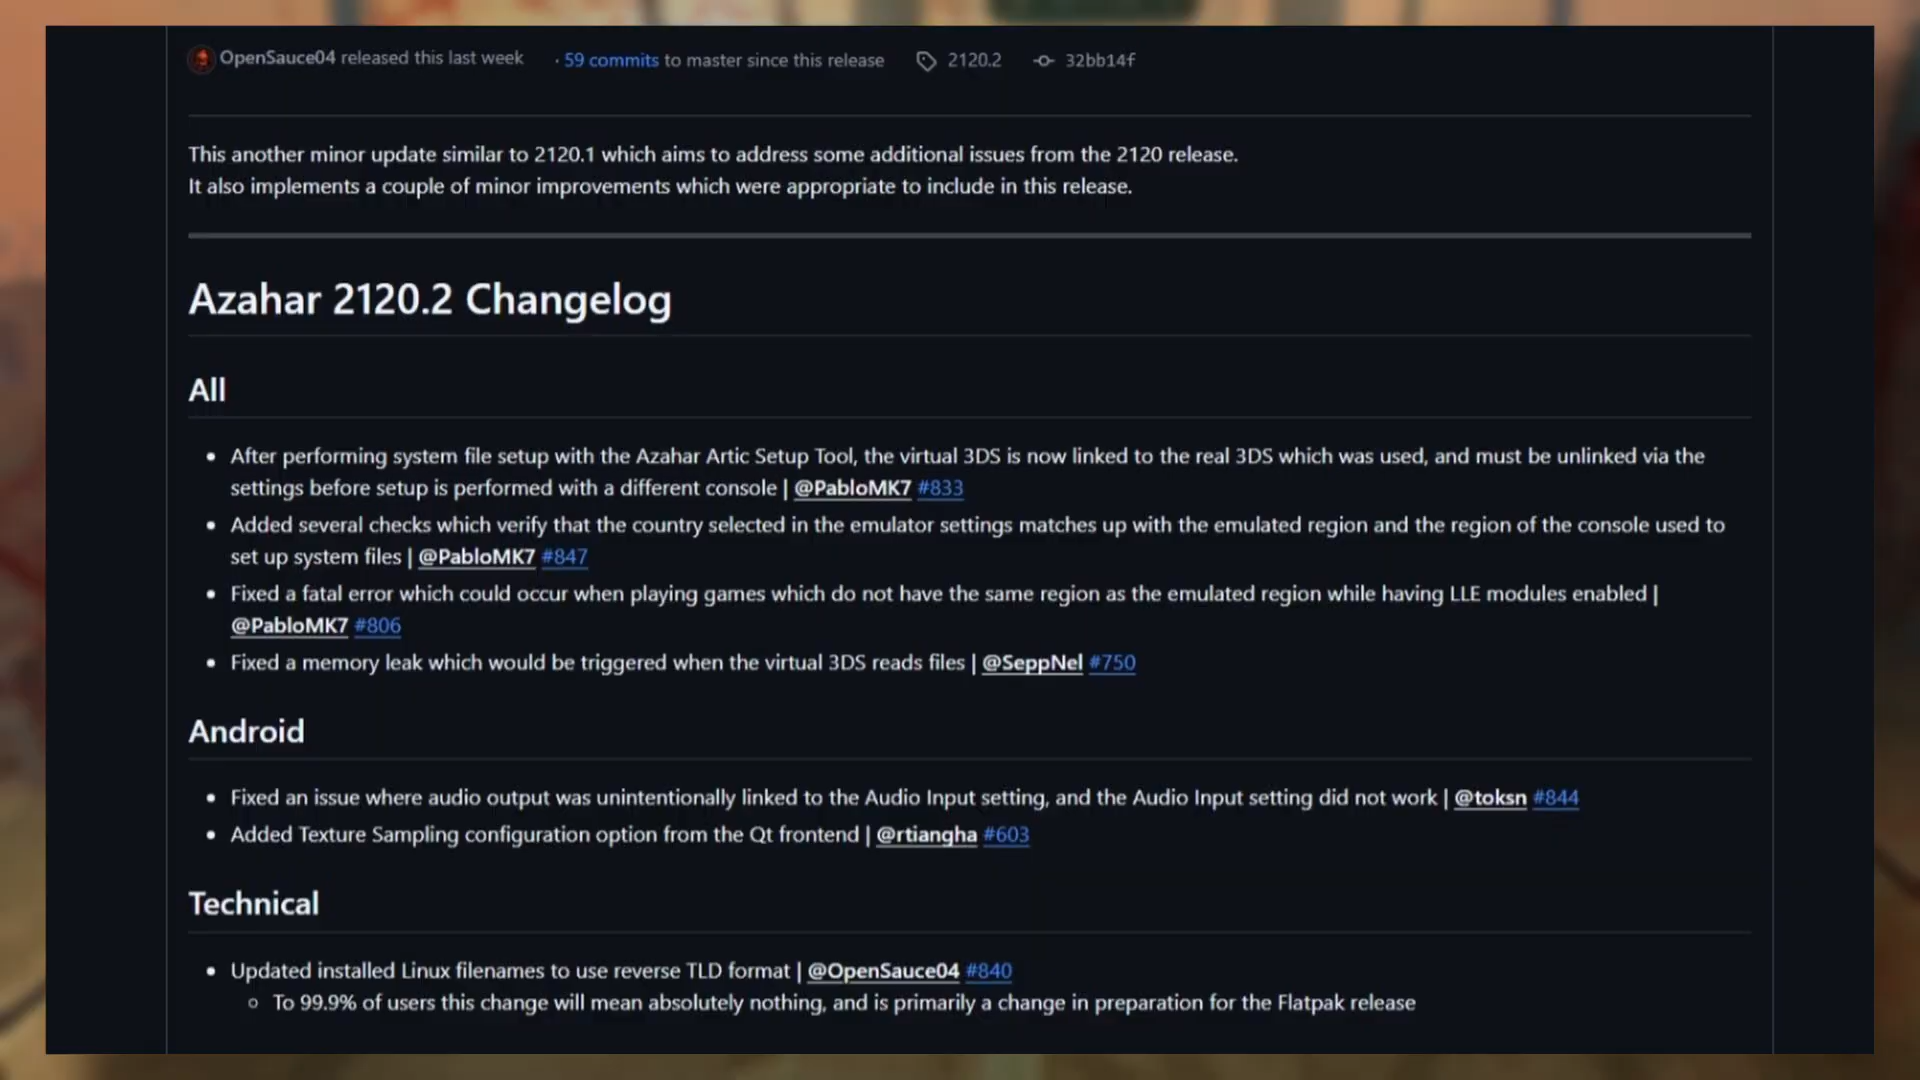 OpenSauce04 released this last week · 59 commits to master since this release 2120.2 32bb14f
This another minor update similar to 2120.1 which aims to address some additional issues from the 2120 release.
It also implements a couple of minor improvements which were appropriate to include in this release.
Azahar 2120.2 Changelog
All
• After performing system file setup with the Azahar Artic Setup Tool, the virtual 3DS is now linked to the real 3DS which was used, and must be unlinked via the
settings before setup is performed with a different console | @PabloMK7 #833
• Added several checks which verify that the country selected in the emulator settings matches up with the emulated region and the region of the console used to
set up system files | @PabloMK7 #847
• Fixed a fatal error which could occur when playing games which do not have the same region as the emulated region while having LLE modules enabled |
@PabloMK7 #806
• Fixed a memory leak which would be triggered when the virtual 3DS reads files | @SeppNel #750
Android
• Fixed an issue where audio output was unintentionally linked to the Audio Input setting, and the Audio Input setting did not work | @toksn #844
• Added Texture Sampling configuration option from the Qt frontend | @rtiangha #603
Technical
• Updated installed Linux filenames to use reverse TLD format | @OpenSauce04 #840
◦ To 99.9% of users this change will mean absolutely nothing, and is primarily a change in preparation for the Flatpak release